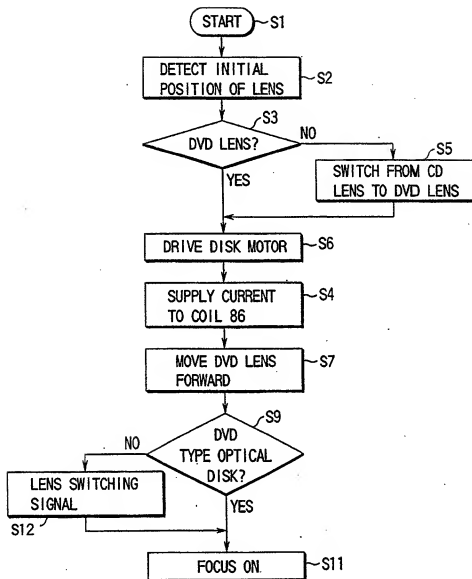 START
S1
DETECT INITIAL
POSITION OF LENS
S2
S3
DVD LENS?
NO
YES
S5
SWITCH FROM CD
LENS TO DVD LENS
DRIVE DISK MOTOR
S6
SUPPLY CURRENT
TO COIL 86
S4
MOVE DVD LENS
FORWARD
S7
S9
DVD
TYPE OPTICAL
DISK?
NO
YES
LENS SWITCHING
SIGNAL
S12
FOCUS ON
S11